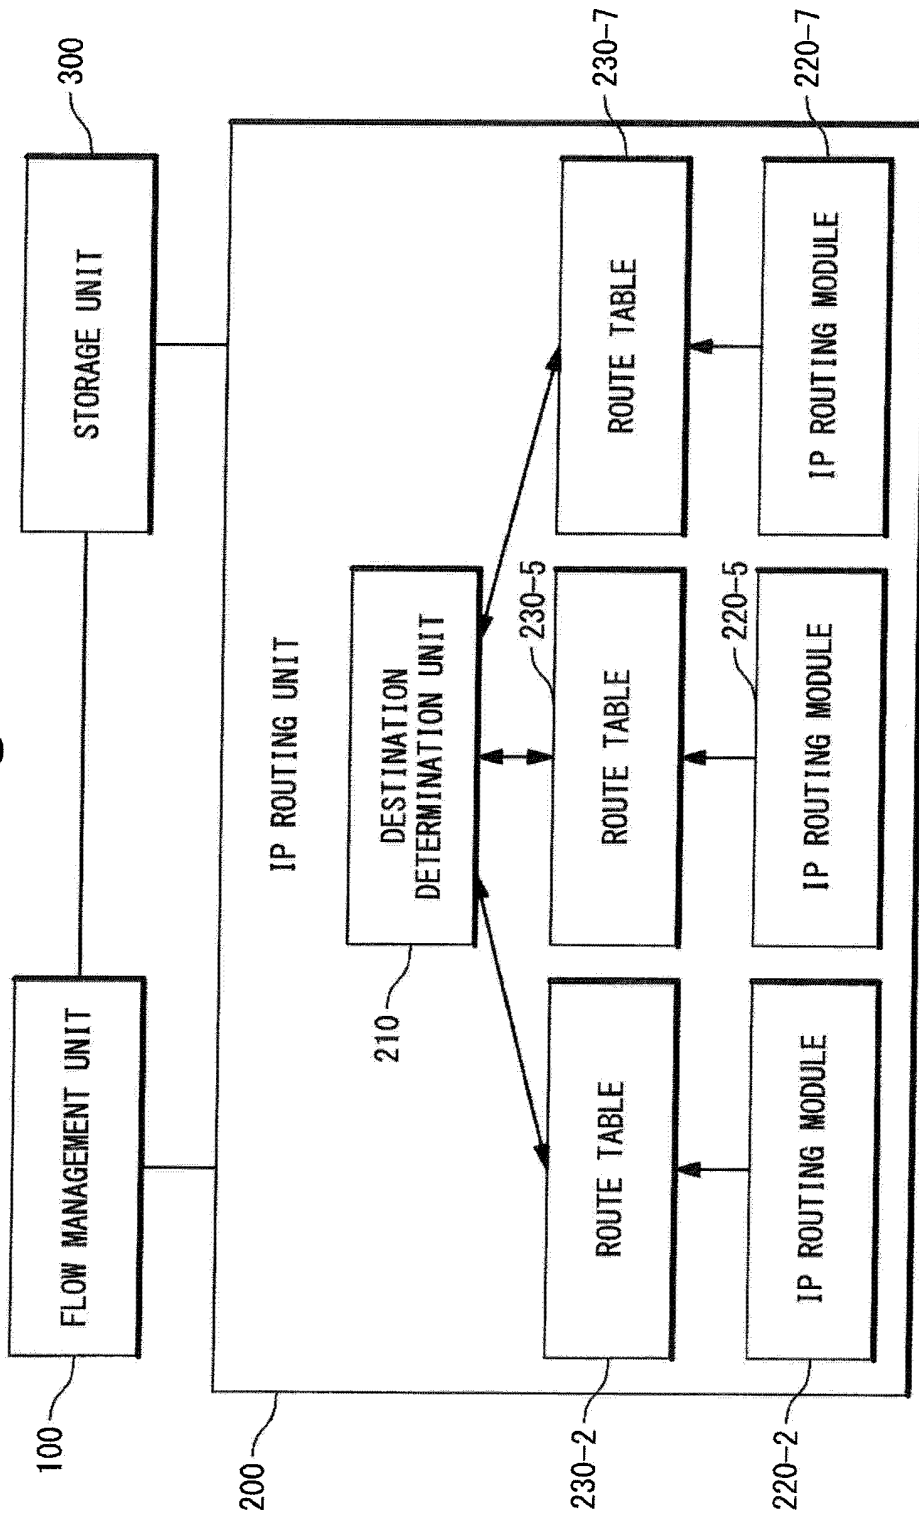 100
FLOW MANAGEMENT UNIT
STORAGE UNIT
300
200
IP ROUTING UNIT
210
DESTINATION
DETERMINATION UNIT
230-2
ROUTE TABLE
230-5
ROUTE TABLE
ROUTE TABLE
230-7
220-2
IP ROUTING MODULE
220-5
IP ROUTING MODULE
IP ROUTING MODULE
220-7